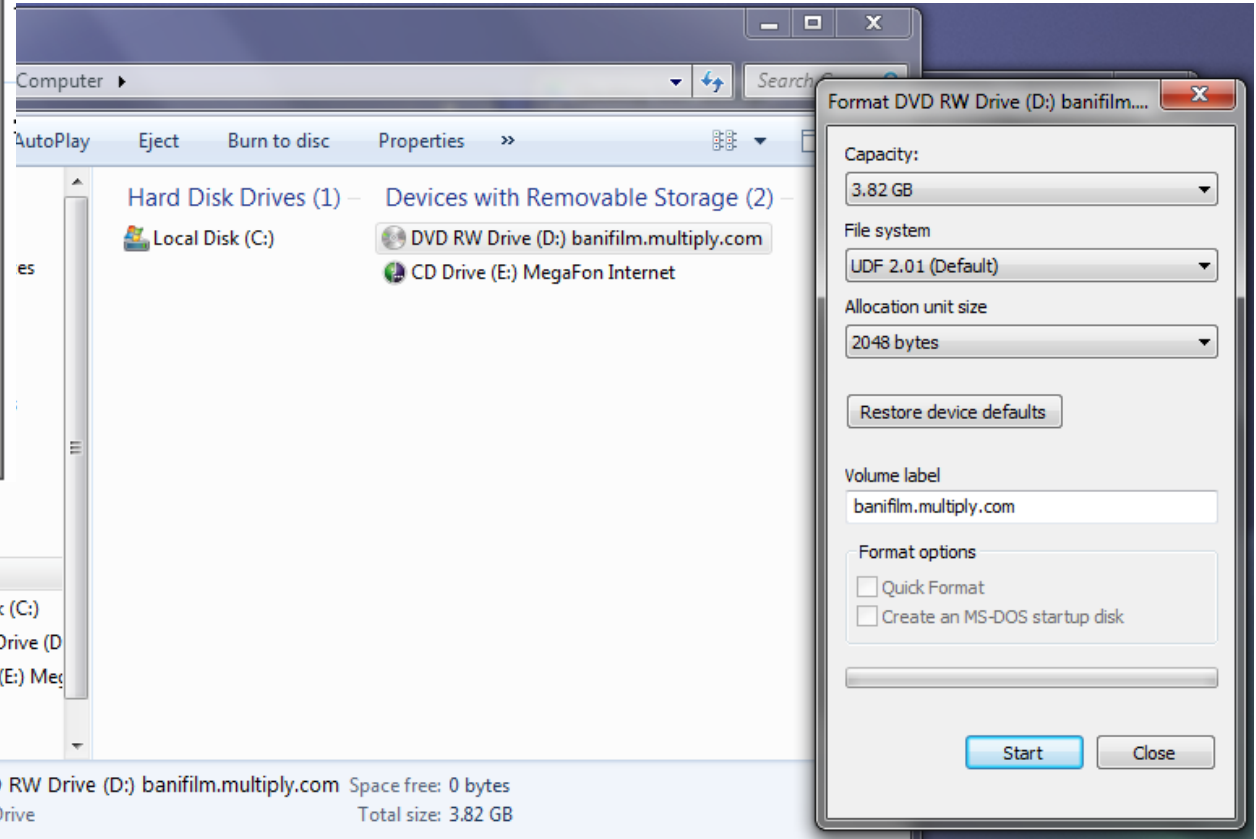 Computer
Search
AutoPlay Eject Burn to disc Properties »
Hard Disk Drives (1)
Local Disk (C:)
Devices with Removable Storage (2)
DVD RW Drive (D:) banifilm.multiply.com
CD Drive (E:) MegaFon Internet
es
(C:)
Drive (D
(E:) Meg
RW Drive (D:) banifilm.multiply.com Space free: 0 bytes
Drive Total size: 3.82 GB
Format DVD RW Drive (D:) banifilm....
Capacity:
3.82 GB
File system
UDF 2.01 (Default)
Allocation unit size
2048 bytes
Restore device defaults
Volume label
banifilm.multiply.com
Format options
Quick Format
Create an MS-DOS startup disk
Start Close